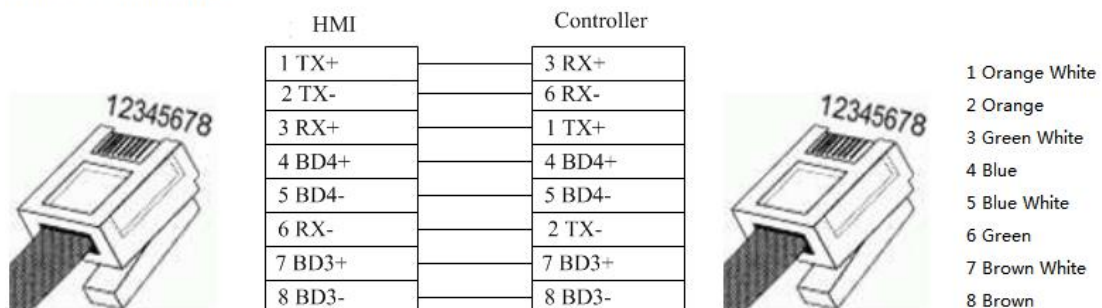 HMI Controller
1 TX+ 3 RX+
2 TX- 6 RX-
3 RX+ 1 TX+
4 BD4+ 4 BD4+
5 BD4- 5 BD4-
6 RX- 2 TX-
7 BD3+ 7 BD3+
8 BD3- 8 BD3-
12345678
12345678
1 Orange White
2 Orange
3 Green White
4 Blue
5 Blue White
6 Green
7 Brown White
8 Brown